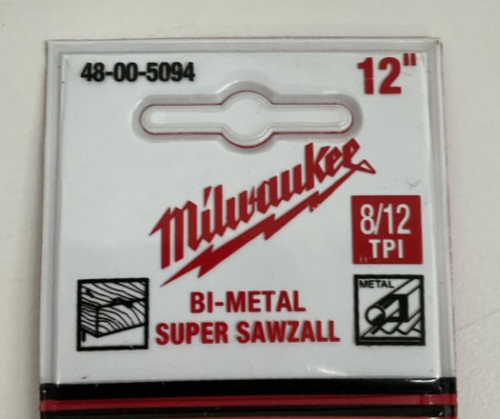 48-00-5094
12"
Milwaukee
8/12
TPI
METAL
BI-METAL
SUPER SAWZALL